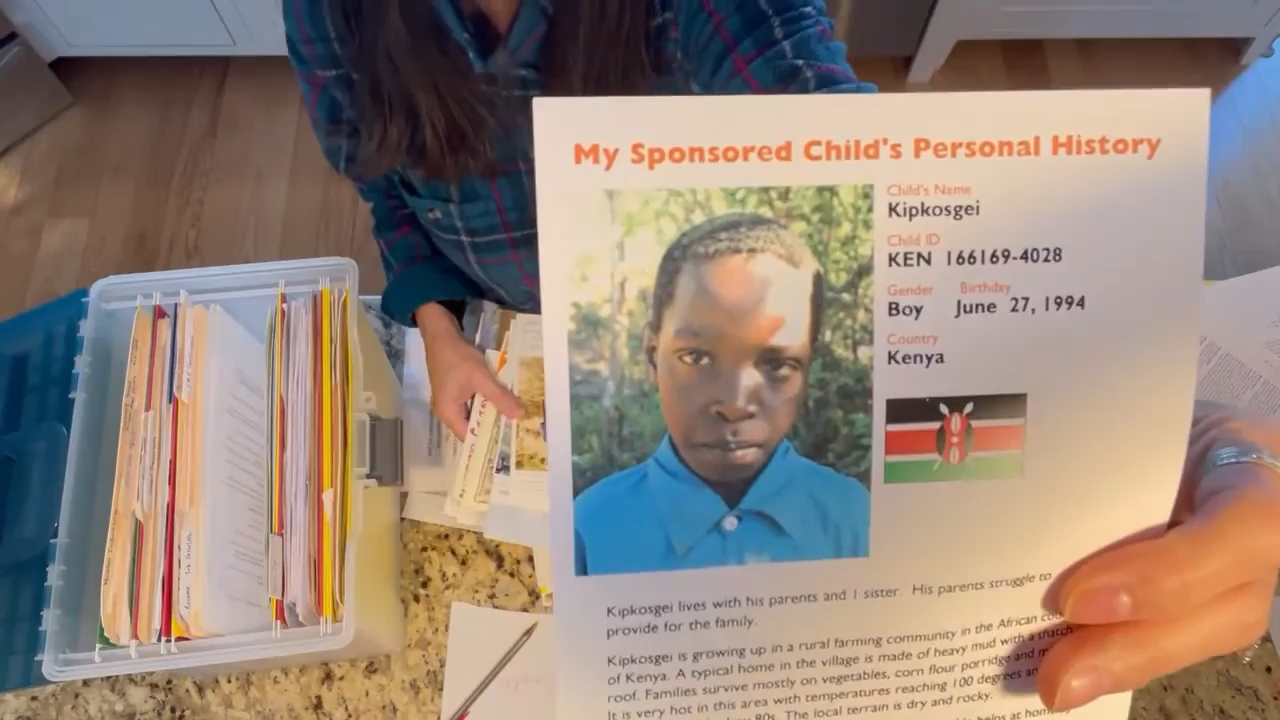 My Sponsored Child's Personal History
Child's Name
Kipkosgei
Child ID
KEN 166169-4028
Gender Birthday
Boy June 27, 1994
Country
Kenya
Kipkosgei lives with his parents and 1 sister. His parents struggle to
provide for the family.
Kipkosgei is growing up in a rural farming community in the African
of Kenya. A typical home in the village is made of heavy mud with a thatch
roof. Families survive mostly on vegetables, corn flour porridge and
It is very hot in this area with temperatures reaching 100 degrees
80s. The local terrain is dry and rocky.
helps at